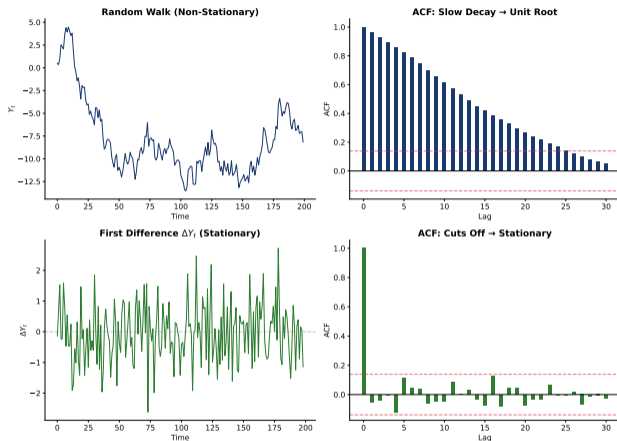 Random Walk (Non-Stationary)
5.0
2.5
0.0
−2.5
−5.0
−7.5
−10.0
−12.5
Yₜ
0 25 50 75 100 125 150 175 200
Time
ACF: Slow Decay → Unit Root
1.0
0.8
0.6
0.4
0.2
0.0
ACF
0 5 10 15 20 25 30
Lag
First Difference ΔYₜ (Stationary)
2
1
0
−1
−2
ΔYₜ
0 25 50 75 100 125 150 175 200
Time
ACF: Cuts Off → Stationary
1.0
0.8
0.6
0.4
0.2
0.0
ACF
0 5 10 15 20 25 30
Lag